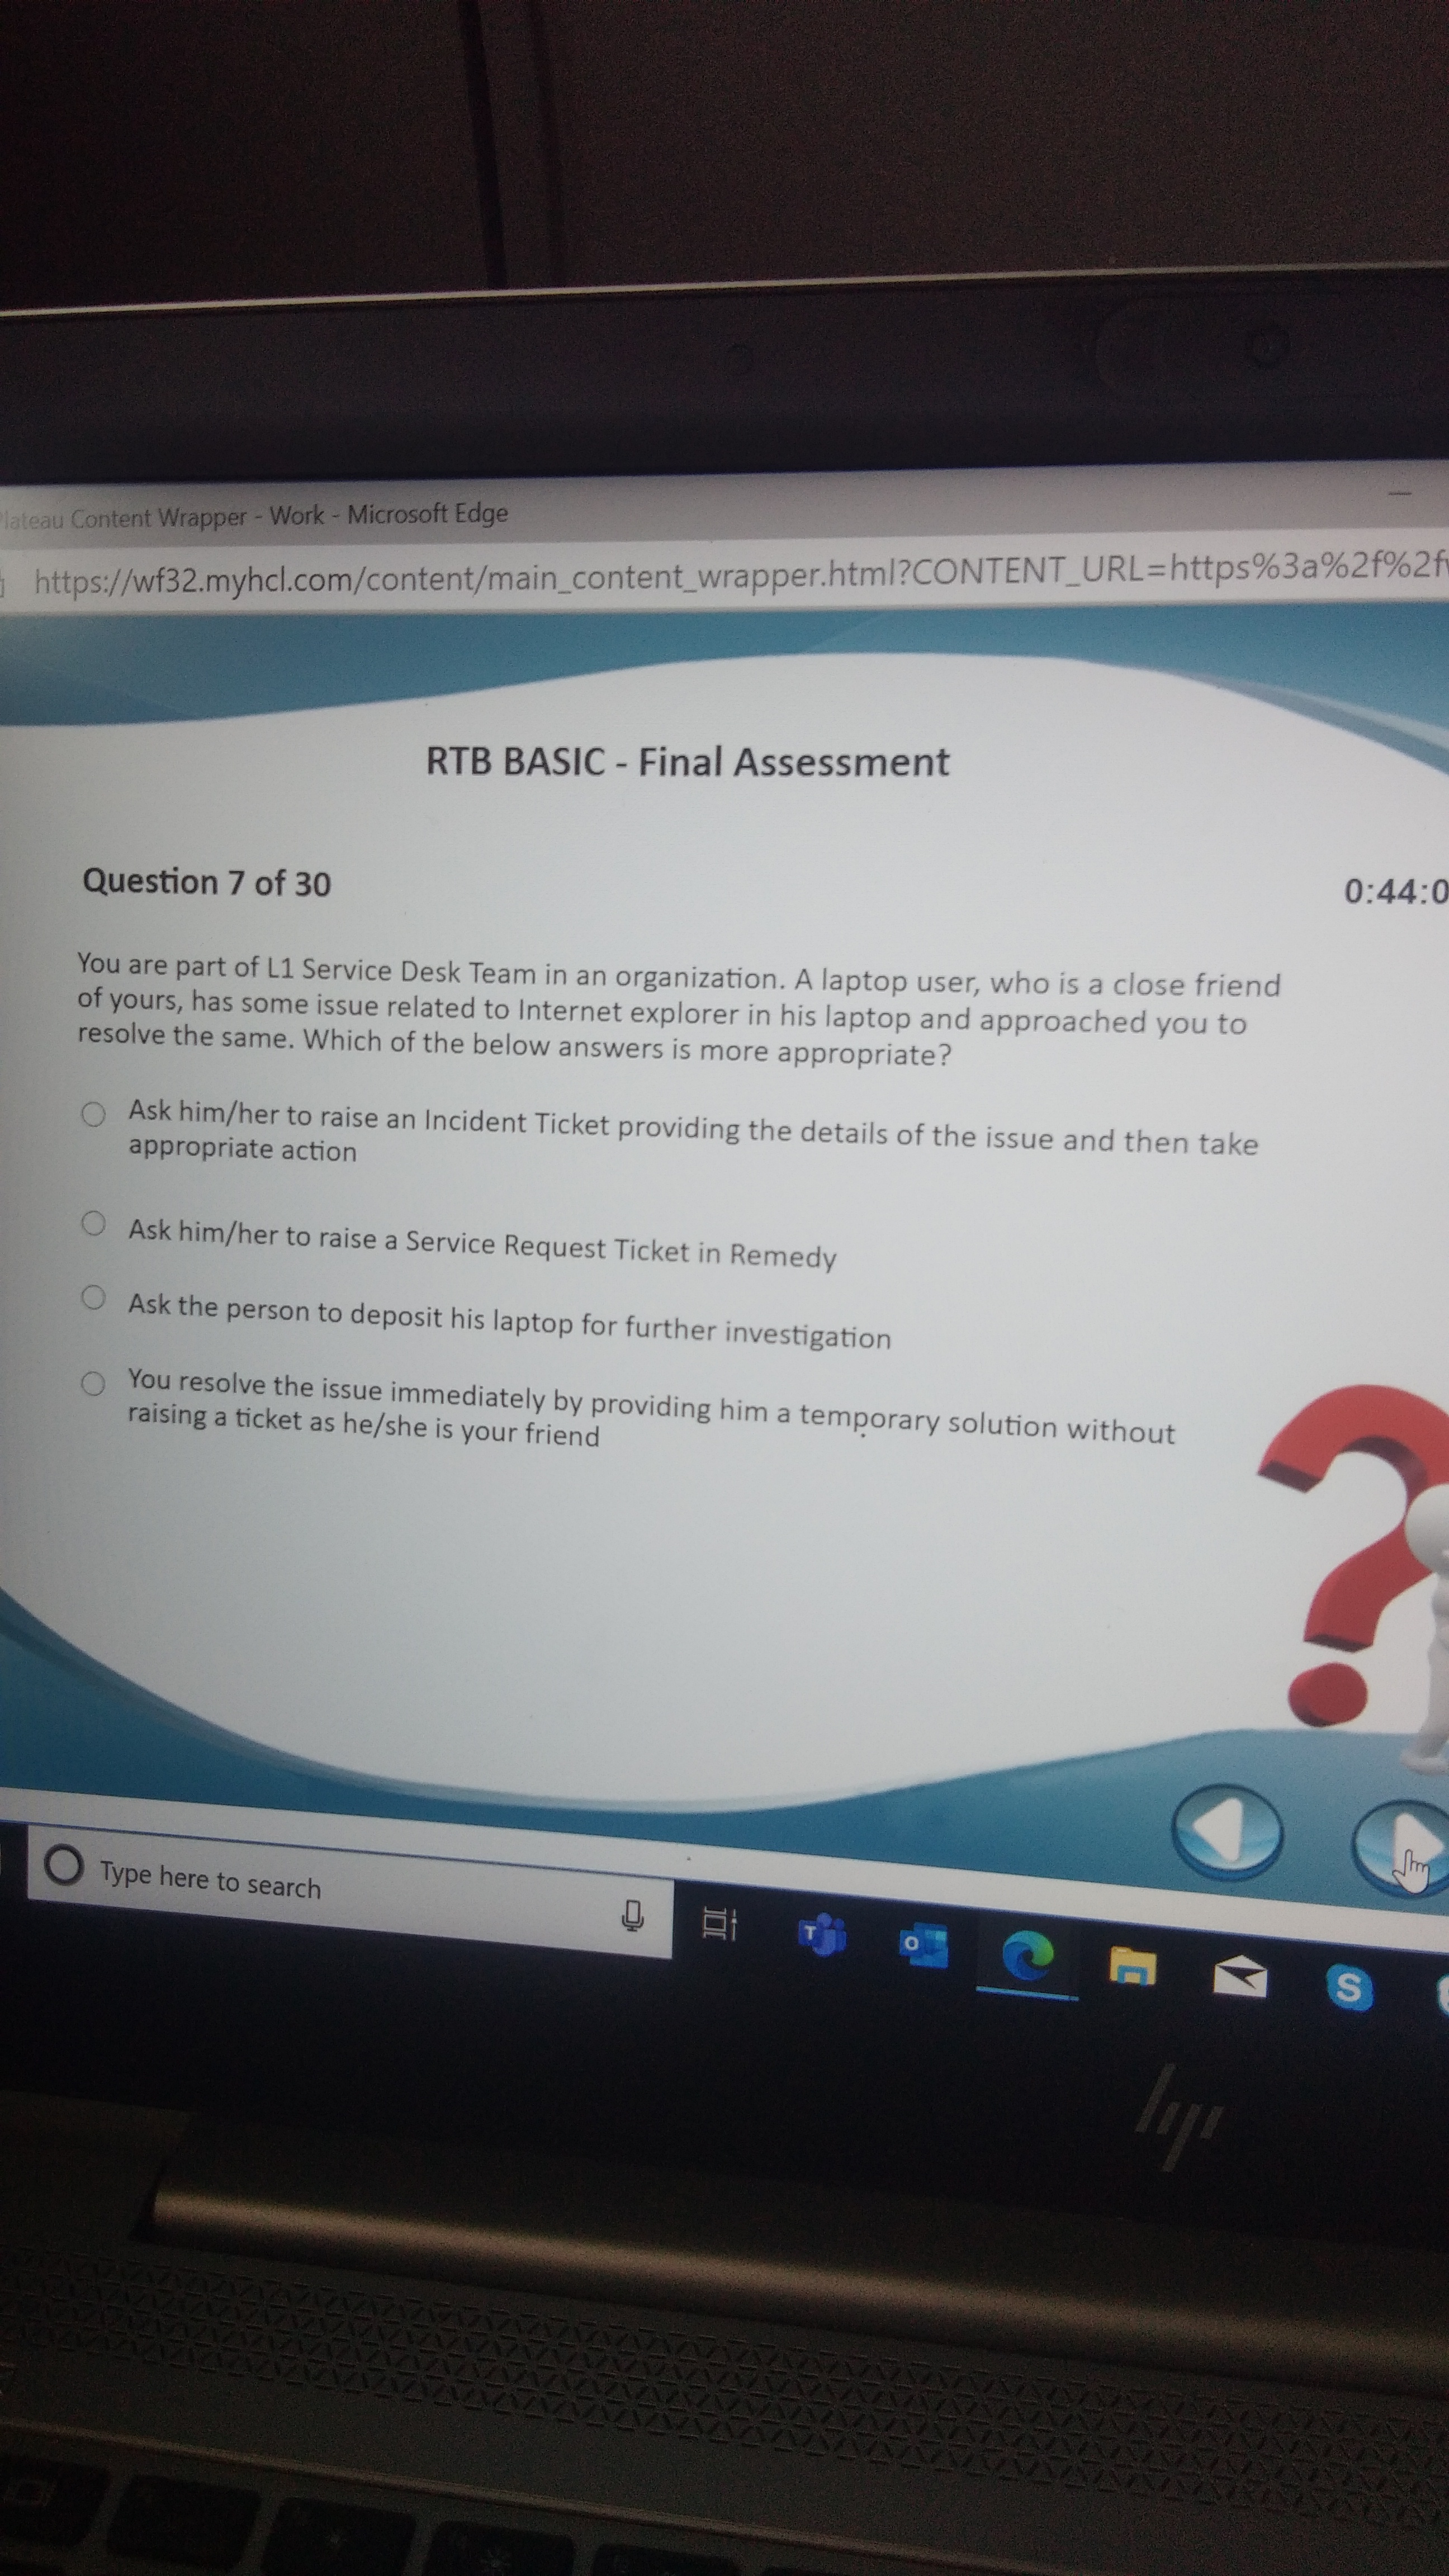 Plateau Content Wrapper - Work - Microsoft Edge
https://wf32.myhcl.com/content/main_content_wrapper.html?CONTENT_URL=https%3a%2f%2f
RTB BASIC - Final Assessment
Question 7 of 30
0:44:0
You are part of L1 Service Desk Team in an organization. A laptop user, who is a close friend
of yours, has some issue related to Internet explorer in his laptop and approached you to
resolve the same. Which of the below answers is more appropriate?
Ask him/her to raise an Incident Ticket providing the details of the issue and then take
appropriate action
Ask him/her to raise a Service Request Ticket in Remedy
Ask the person to deposit his laptop for further investigation
You resolve the issue immediately by providing him a temporary solution without
raising a ticket as he/she is your friend
?
Type here to search
T
O
S
hp